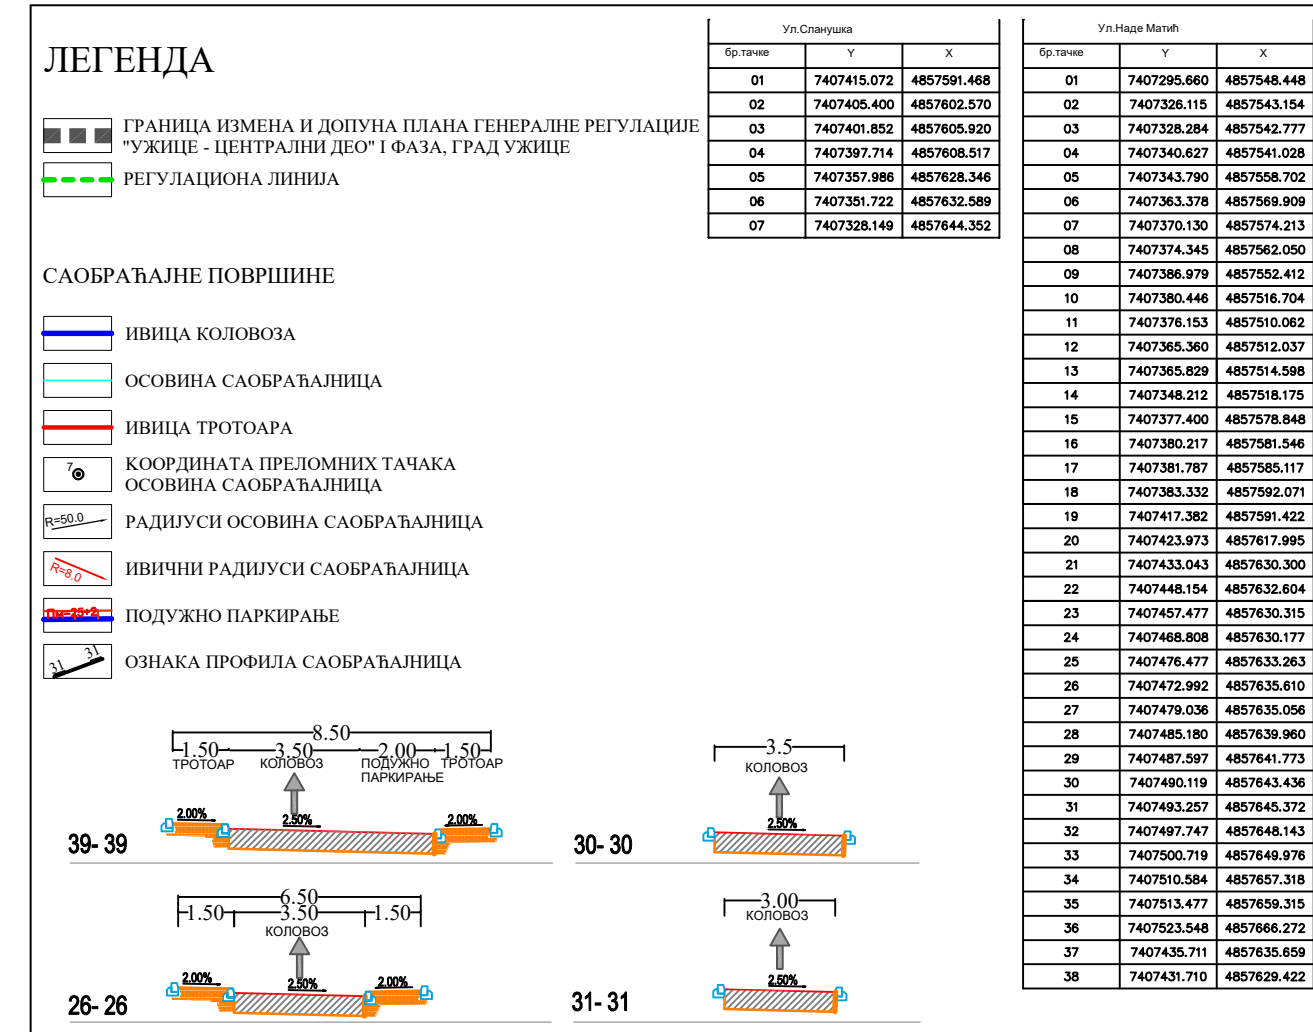 ЛЕГЕНДА
ГРАНИЦА ИЗМЕНА И ДОПУНА ПЛАНА ГЕНЕРАЛНЕ РЕГУЛАЦИЈЕ
"УЖИЦЕ - ЦЕНТРАЛНИ ДЕО" I ФАЗА, ГРАД УЖИЦЕ
РЕГУЛАЦИОНА ЛИНИЈА
САОБРАЋАЈНЕ ПОВРШИНЕ
ИВИЦА КОЛОВОЗА
ОСОВИНА САОБРАЋАЈНИЦА
ИВИЦА ТРОТОАРА
7
КООРДИНАТА ПРЕЛОМНИХ ТАЧАКА
ОСОВИНА САОБРАЋАЈНИЦА
R=50.0
РАДИЈУСИ ОСОВИНА САОБРАЋАЈНИЦА
R=8.0
ИВИЧНИ РАДИЈУСИ САОБРАЋАЈНИЦА
ПОДУЖНО ПАРКИРАЊЕ
31 31
ОЗНАКА ПРОФИЛА САОБРАЋАЈНИЦА
Ул.Сланушка
бр.тачке Y X
01 7407415.072 4857591.468
02 7407405.400 4857602.570
03 7407401.852 4857605.920
04 7407397.714 4857608.517
05 7407357.986 4857628.346
06 7407351.722 4857632.589
07 7407328.149 4857644.352
Ул.Наде Матић
бр.тачке Y X
01 7407295.660 4857548.448
02 7407326.115 4857543.154
03 7407328.284 4857542.777
04 7407340.627 4857541.028
05 7407343.790 4857558.702
06 7407363.378 4857569.909
07 7407370.130 4857574.213
08 7407374.345 4857562.050
09 7407386.979 4857552.412
10 7407380.446 4857516.704
11 7407376.153 4857510.062
12 7407365.360 4857512.037
13 7407365.829 4857514.598
14 7407348.212 4857518.175
15 7407377.400 4857578.848
16 7407380.217 4857581.546
17 7407381.787 4857585.117
18 7407383.332 4857592.071
19 7407417.382 4857591.422
20 7407423.973 4857617.995
21 7407433.043 4857630.300
22 7407448.154 4857632.604
23 7407457.477 4857630.315
24 7407468.808 4857630.177
25 7407476.477 4857633.263
26 7407472.992 4857635.610
27 7407479.036 4857635.056
28 7407485.180 4857639.960
29 7407487.597 4857641.773
30 7407490.119 4857643.436
31 7407493.257 4857645.372
32 7407497.747 4857648.143
33 7407500.719 4857649.976
34 7407510.584 4857657.318
35 7407513.477 4857659.315
36 7407523.548 4857666.272
37 7407435.711 4857635.659
38 7407431.710 4857629.422
8.50
1.50 3.50 2.00 1.50
ТРОТОАР КОЛОВОЗ ПОДУЖНО ТРОТОАР
ПАРКИРАЊЕ
2.00% 2.50% 2.00%
39- 39
3.5
КОЛОВОЗ
2.50%
30- 30
6.50
1.50 3.50 1.50
КОЛОВОЗ
2.00% 2.50% 2.00%
26- 26
3.00
КОЛОВОЗ
2.50%
31- 31